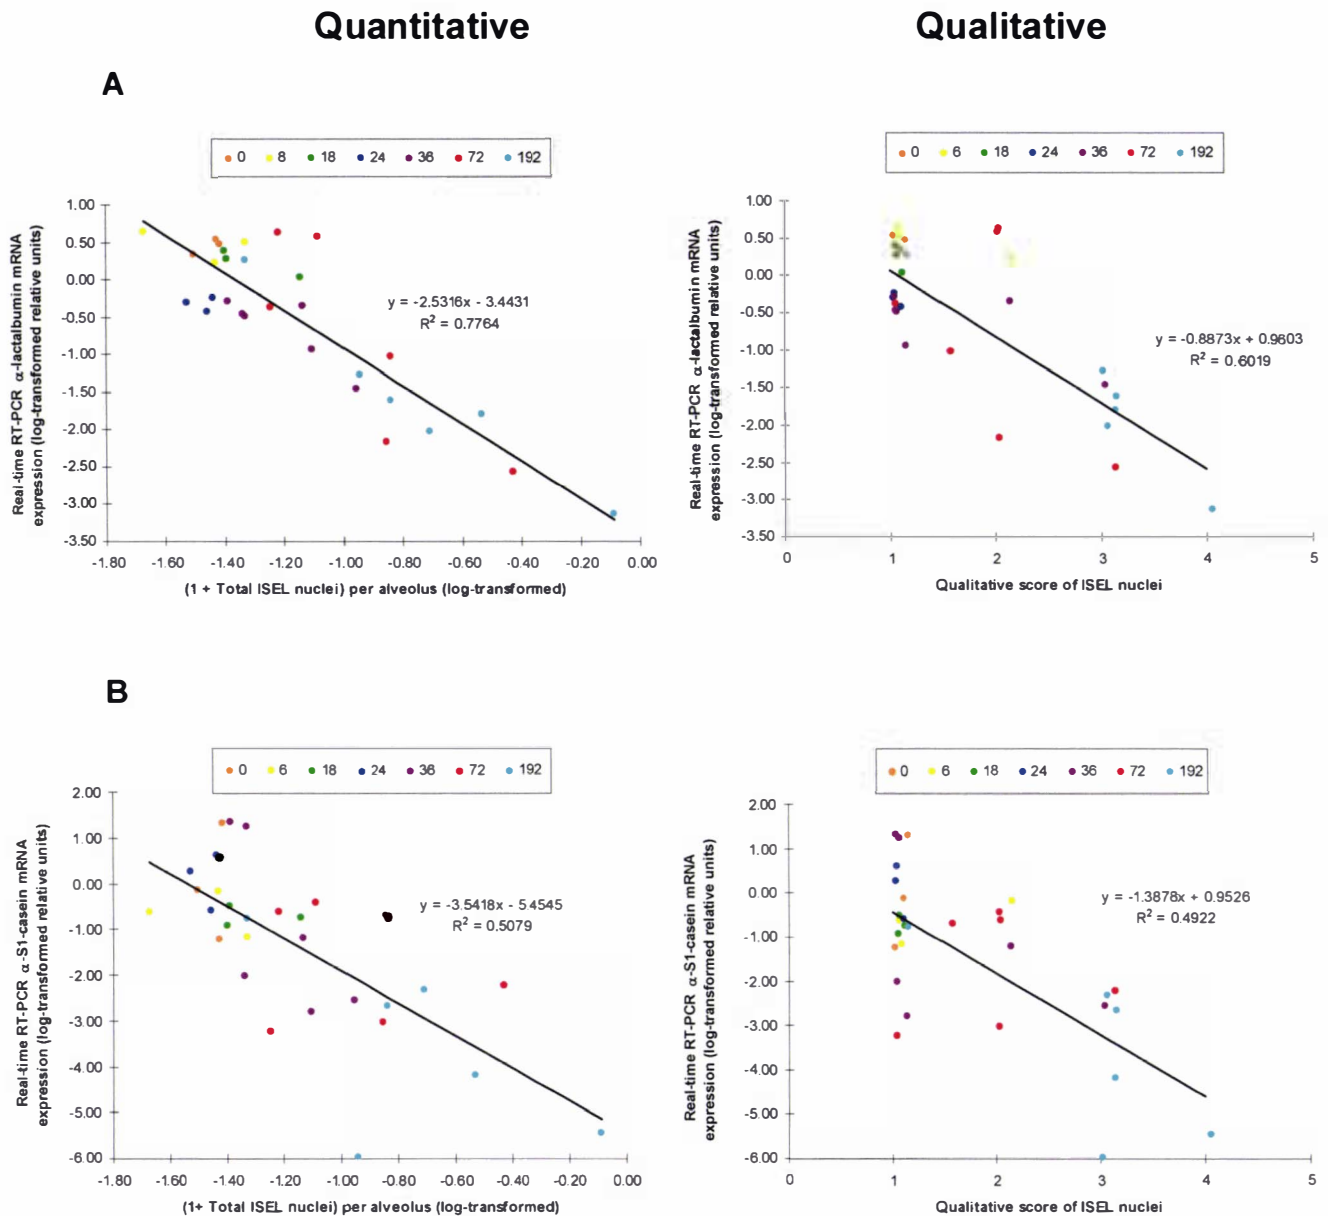 Quantitative
Qualitative
A
0 8 18 24 36 72 192
Real-time RT-PCR α-lactalbumin mRNA
expression (log-transformed relative units)
1.00
0.50
0.00
-0.50
-1.00
-1.50
-2.00
-2.50
-3.00
-3.50
y = -2.5316x - 3.4431
R² = 0.7764
-1.80 -1.60 -1.40 -1.20 -1.00 -0.80 -0.60 -0.40 -0.20 0.00
(1 + Total ISEL nuclei) per alveolus (log-transformed)
0 6 18 24 36 72 192
Real-time RT-PCR α-lactalbumin mRNA
expression (log-transformed relative units)
1.00
0.50
0.00
-0.50
-1.00
-1.50
-2.00
-2.50
-3.00
-3.50
y = -0.8873x + 0.9603
R² = 0.6019
0 1 2 3 4 5
Qualitative score of ISEL nuclei
B
0 6 18 24 36 72 192
Real-time RT-PCR α-S1-casein mRNA
expression (log-transformed relative units)
2.00
1.00
0.00
-1.00
-2.00
-3.00
-4.00
-5.00
-6.00
y = -3.5418x - 5.4545
R² = 0.5079
-1.80 -1.60 -1.40 -1.20 -1.00 -0.80 -0.60 -0.40 -0.20 0.00
(1+ Total ISEL nuclei) per alveolus (log-transformed)
0 6 18 24 36 72 192
Real-time RT-PCR α-S1-casein mRNA
expression (log-transformed relative units)
2.00
1.00
0.00
-1.00
-2.00
-3.00
-4.00
-5.00
-6.00
y = -1.3878x + 0.9526
R² = 0.4922
0 1 2 3 4 5
Qualitative score of ISEL nuclei